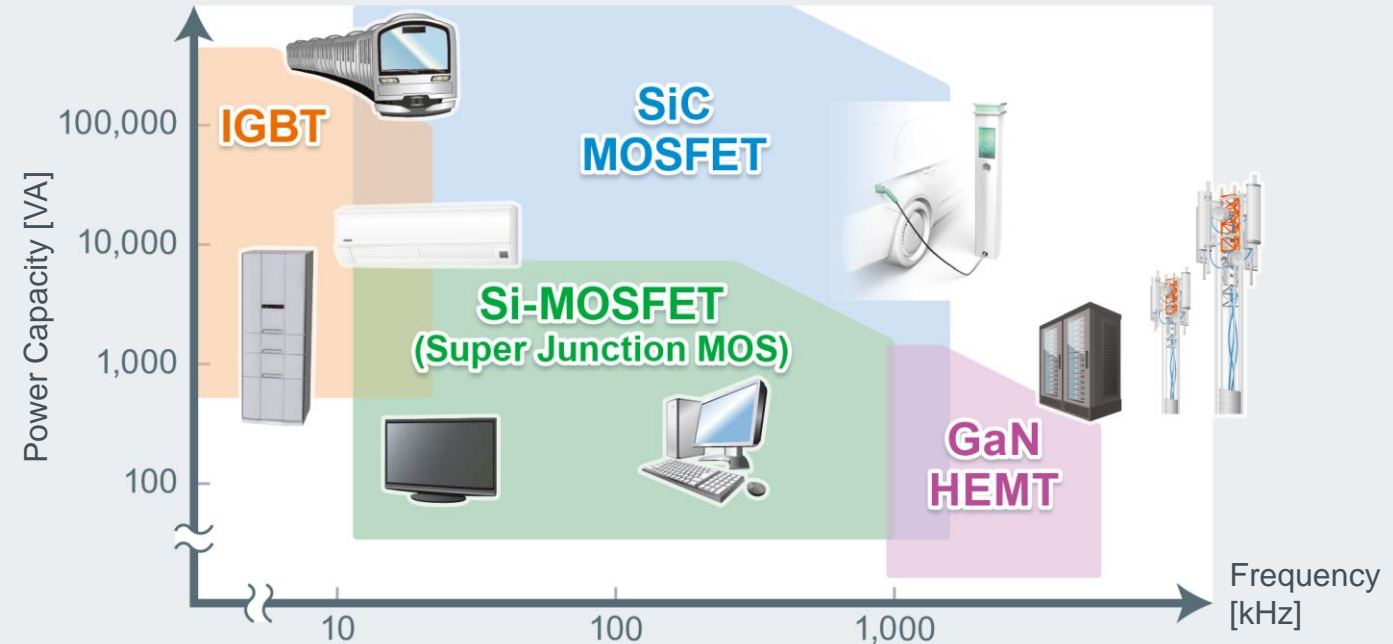 Power Capacity [VA]
100,000
10,000
1,000
100
IGBT
SiC
MOSFET
Si-MOSFET
(Super Junction MOS)
GaN
HEMT
10
100
1,000
Frequency
[kHz]